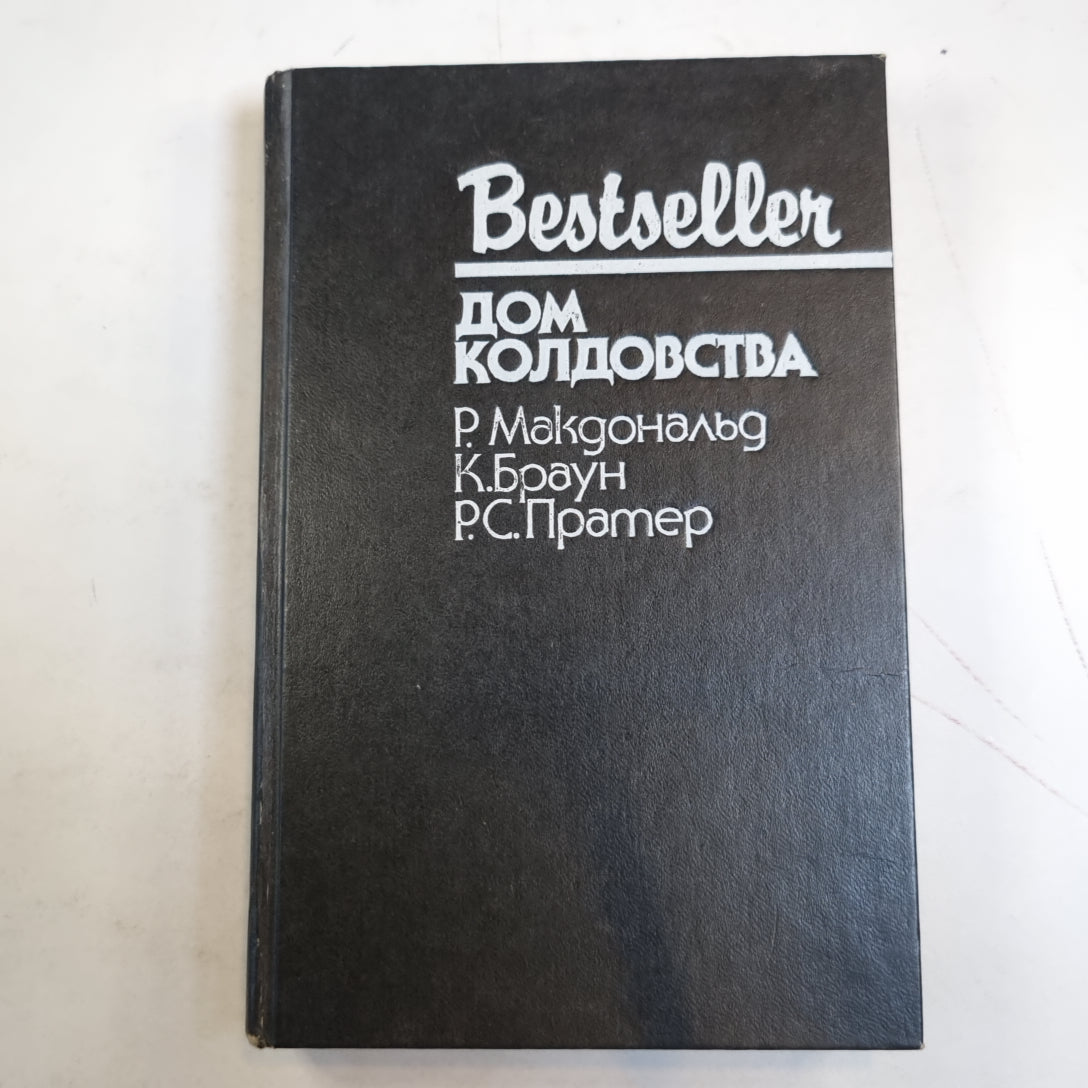 Bestseller
ДОМ
КОЛДОВСТВА
Р. Макдональд
К. Браун
Р.С. Пратер